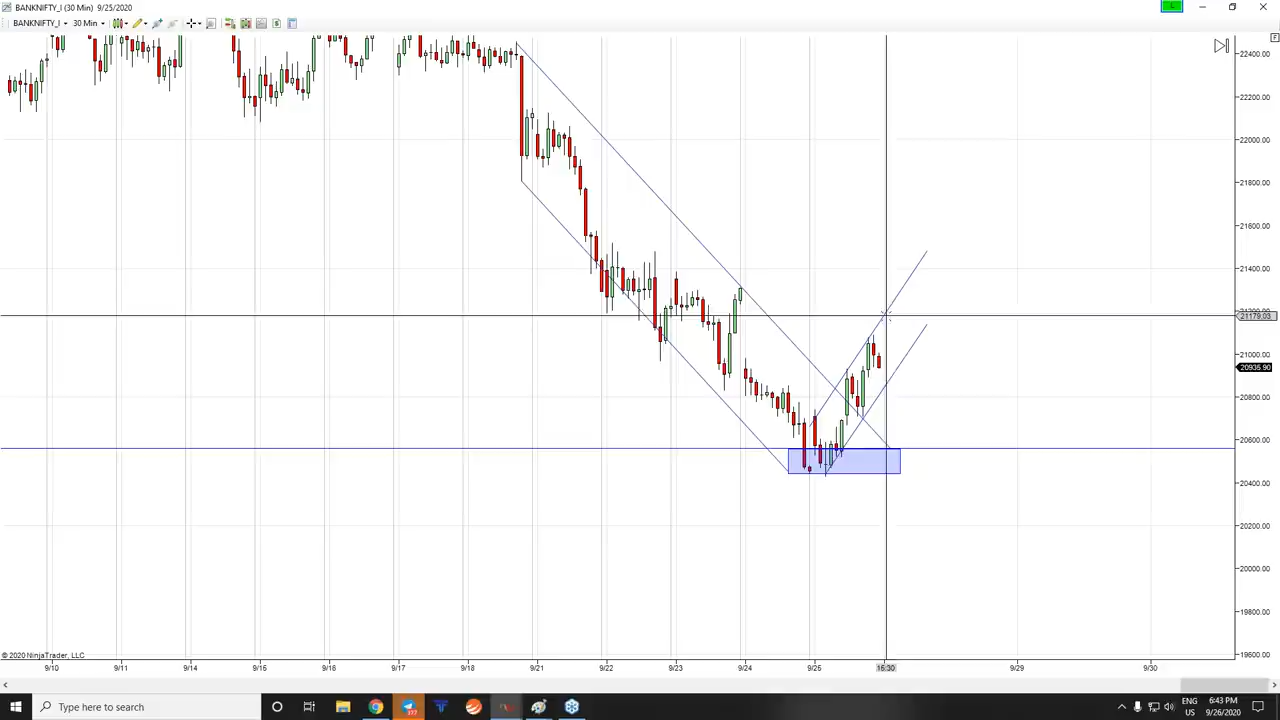 BANKNIFTY_I (30 Min) 9/25/2020
BANKNIFTY_I 30 Min
F
22400.00
22200.00
22000.00
21800.00
21600.00
21400.00
21179.03
21000.00
20935.90
20800.00
20600.00
20400.00
20200.00
20000.00
19800.00
19600.00
© 2020 NinjaTrader, LLC
9/10 9/11 9/14 9/15 9/16 9/17 9/18 9/21 9/22 9/23 9/24 9/25 15:30 9/29 9/30
Type here to search
ENG
US
6:43 PM
9/26/2020